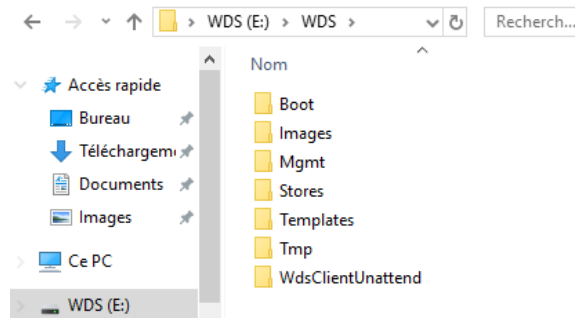 WDS (E:) > WDS >
Recherch...
Accès rapide
Bureau
Téléchargem
Documents
Images
Ce PC
WDS (E:)
Nom
Boot
Images
Mgmt
Stores
Templates
Tmp
WdsClientUnattend